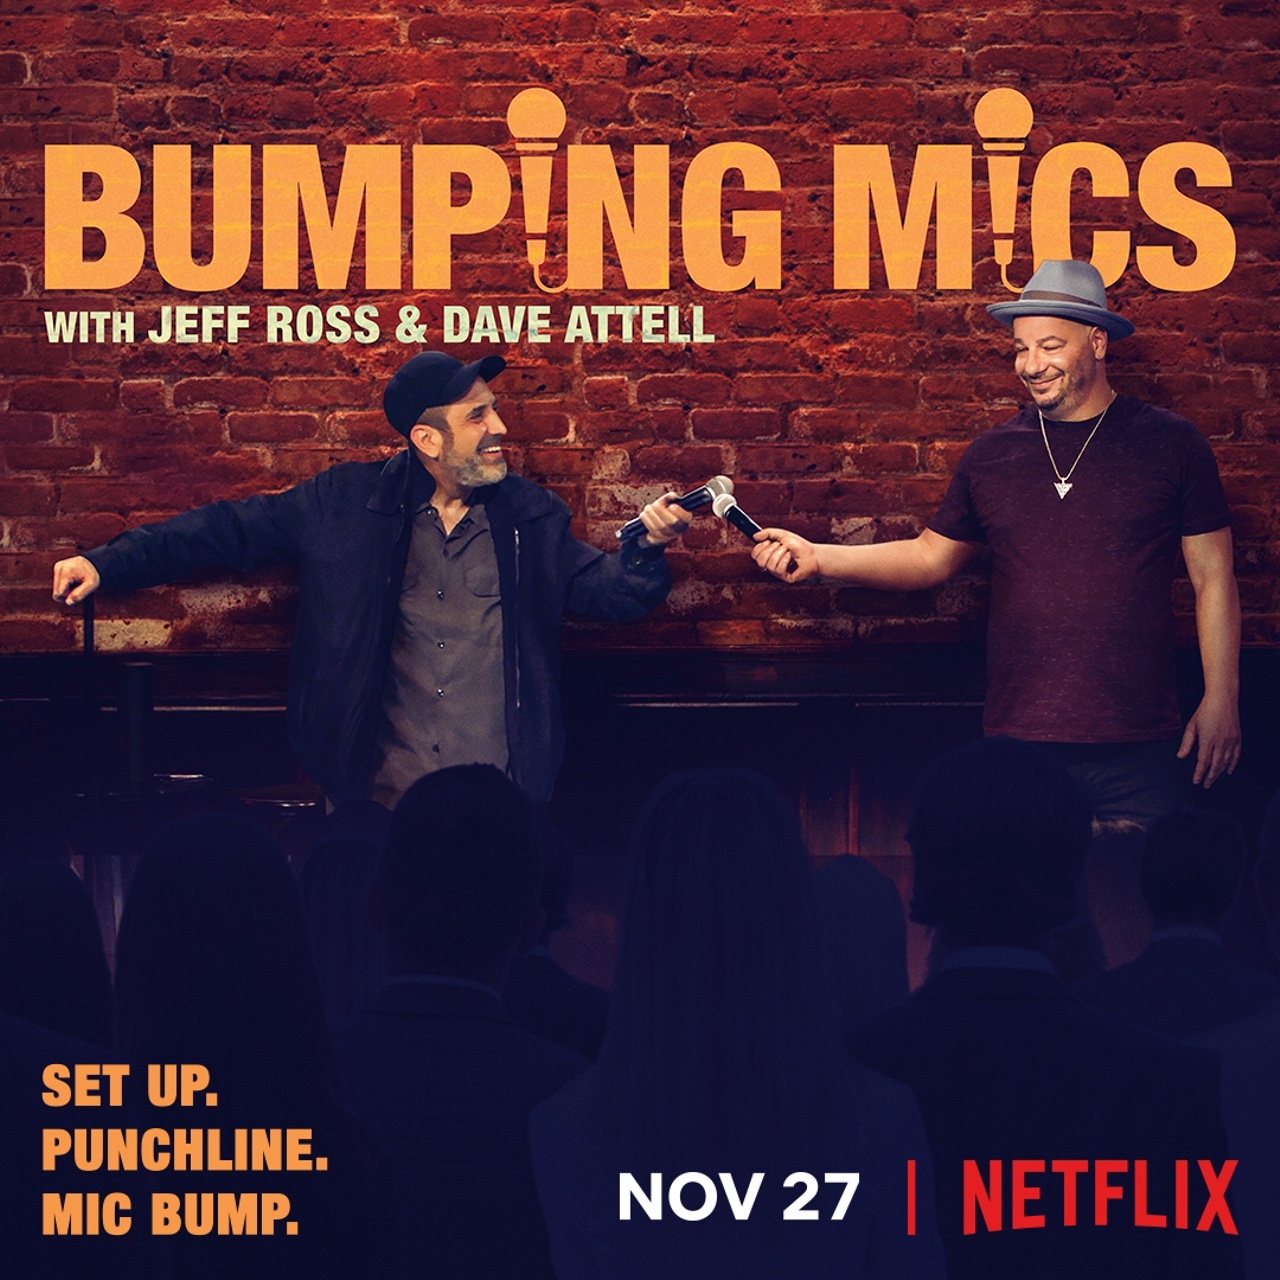 BUMPING MICS
WITH JEFF ROSS & DAVE ATTELL
SET UP.
PUNCHLINE.
MIC BUMP.
NOV 27 | NETFLIX